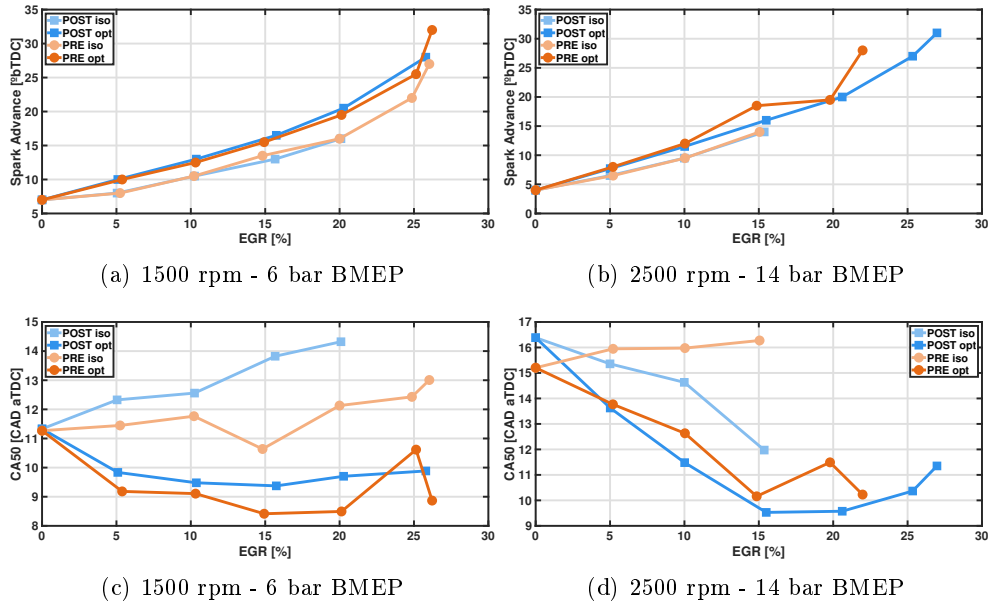 35
30
25
20
15
10
5
0 5 10 15 20 25 30
Spark Advance [ºbTDC]
EGR [%]
POST iso
POST opt
PRE iso
PRE opt
(a) 1500 rpm - 6 bar BMEP
35
30
25
20
15
10
5
0
0 5 10 15 20 25 30
Spark Advance [ºbTDC]
EGR [%]
POST iso
POST opt
PRE iso
PRE opt
(b) 2500 rpm - 14 bar BMEP
15
14
13
12
11
10
9
8
0 5 10 15 20 25 30
CA50 [CAD aTDC]
EGR [%]
POST iso
POST opt
PRE iso
PRE opt
(c) 1500 rpm - 6 bar BMEP
17
16
15
14
13
12
11
10
9
0 5 10 15 20 25 30
CA50 [CAD aTDC]
EGR [%]
POST iso
POST opt
PRE iso
PRE opt
(d) 2500 rpm - 14 bar BMEP